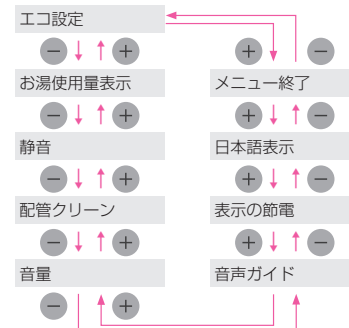 エコ設定
お湯使用量表示
静音
配管クリーン
音量
メニュー終了
日本語表示
表示の節電
音声ガイド